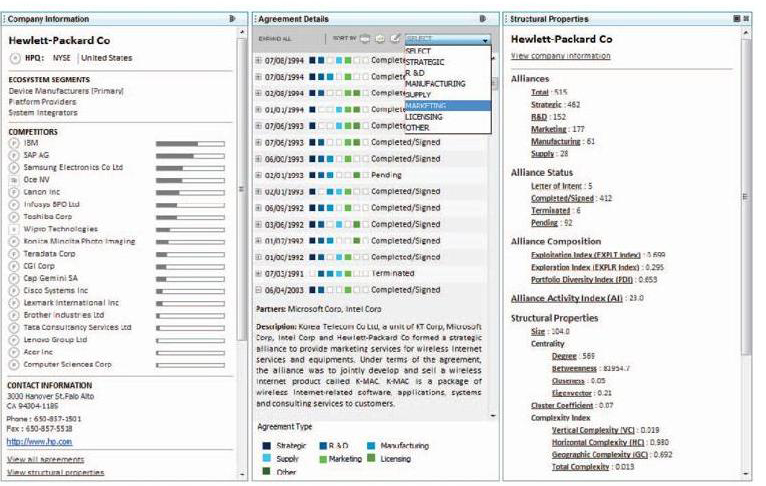 Company Information
Hewlett-Packard Co
HPQ: NYSE | United States
ECOSYSTEM SEGMENTS
Device Manufacturers (Primary)
Platform Providers
System Integrators
COMPETITORS
IBM
SAP AG
Samsung Electronics Co Ltd
Oce NV
Canon Inc
Infosys BPO Ltd
Toshiba Corp
Wipro Technologies
Konica Minolta Photo Imaging
Teradata Corp
CGI Corp
Cap Gemini SA
Cisco Systems Inc
Lexmark International Inc
Brother Industries Ltd
Tata Consultancy Services Ltd
Lenovo Group Ltd
Acer Inc
Computer Sciences Corp
CONTACT INFORMATION
3000 Hanover St.Palo Alto
CA 94304-1185
Phone : 650-857-1501
Fax : 650-857-5518
http://www.hp.com
View all agreements
View structural properties
Agreement Details
EXPAND ALL SORT BY SELECT
SELECT
STRATEGIC
R & D
MANUFACTURING
SUPPLY
MARKETING
LICENSING
OTHER
07/08/1994 Complete
07/08/1994 Complete
02/08/1994 Complete
01/01/1994 Complete
07/06/1993 Complete
07/06/1993 Completed/Signed
06/00/1993 Completed/Signed
02/01/1993 Pending
02/01/1993 Completed/Signed
06/09/1992 Completed/Signed
03/06/1992 Completed/Signed
01/07/1992 Completed/Signed
01/00/1992 Completed/Signed
07/03/1991 Terminated
06/04/2003 Completed/Signed
Partners: Microsoft Corp, Intel Corp
Description: Korea Telecom Co Ltd, a unit of KT Corp, Microsoft
Corp, Intel Corp and Hewlett-Packard Co formed a strategic
alliance to provide marketing services for wireless internet
services and equipments. Under terms of the agreement,
the alliance was to jointly develop and sell a wireless
internet product called K-MAC. K-MAC is a package of
wireless internet-related software, applications, systems
and consulting services to customers.
Agreement Type
Strategic R & D Manufacturing
Supply Marketing Licensing
Other
Structural Properties
Hewlett-Packard Co
View company information
Alliances
Total : 515
Strategic : 462
R&D : 152
Marketing : 177
Manufacturing : 61
Supply : 28
Alliance Status
Letter of Intent : 5
Completed/Signed : 412
Terminated : 6
Pending : 92
Alliance Composition
Exploitation Index (EXPLT Index) : 0.699
Exploration Index (EXPLR Index) : 0.295
Portfolio Diversity Index (PDI) : 0.653
Alliance Activity Index (AI) : 23.0
Structural Properties
Size : 104.0
Centrality
Degree : 589
Betweenness : 81954.7
Closeness : 0.05
Eigenvector : 0.21
Cluster Coefficient : 0.07
Complexity Index
Vertical Complexity (VC) : 0.019
Horizontal Complexity (HC) : 0.980
Geographic Complexity (GC) : 0.692
Total Complexity : 0.013